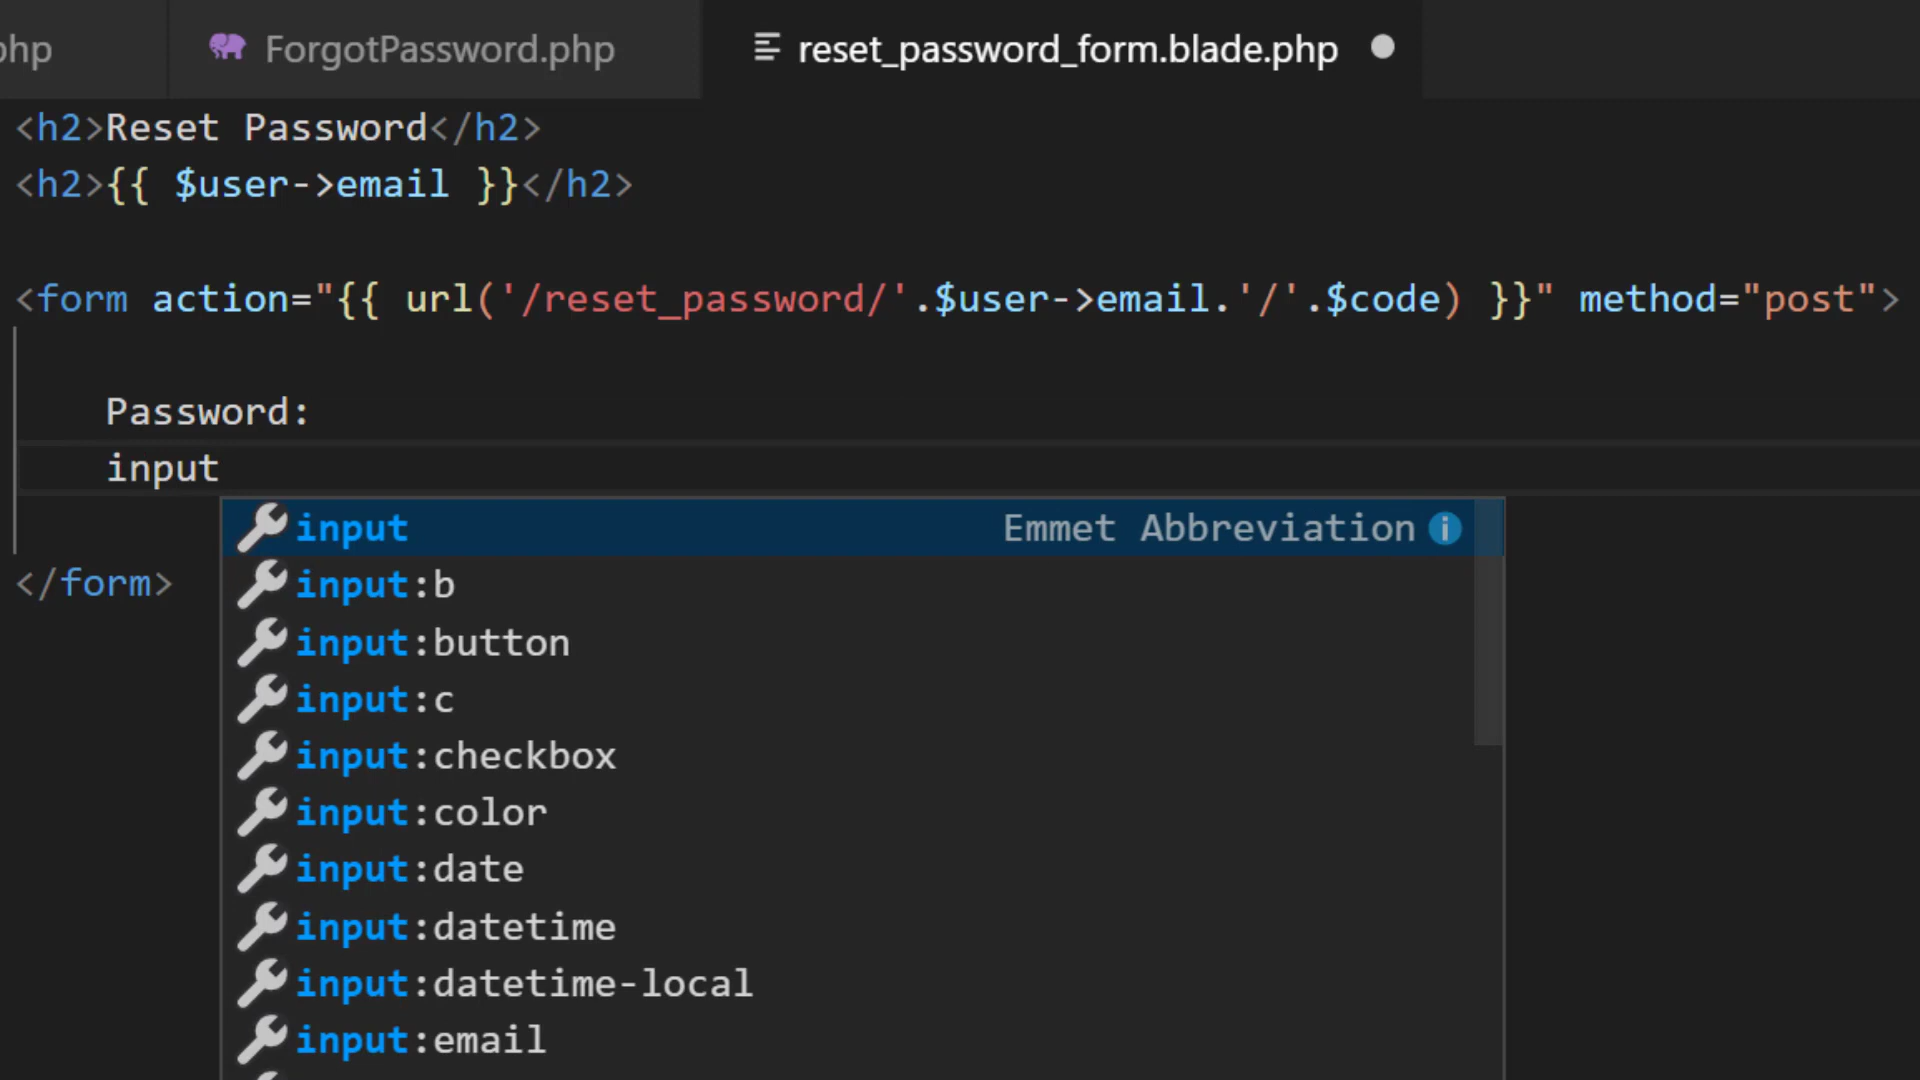 php
ForgotPassword.php
reset_password_form.blade.php
<h2>Reset Password</h2>
<h2>{{ $user->email }}</h2>
<form action="{{ url('/reset_password/'.$user->email.'/'.$code) }}" method="post">
Password:
input
input Emmet Abbreviation
input:b
input:button
input:c
input:checkbox
input:color
input:date
input:datetime
input:datetime-local
input:email
</form>